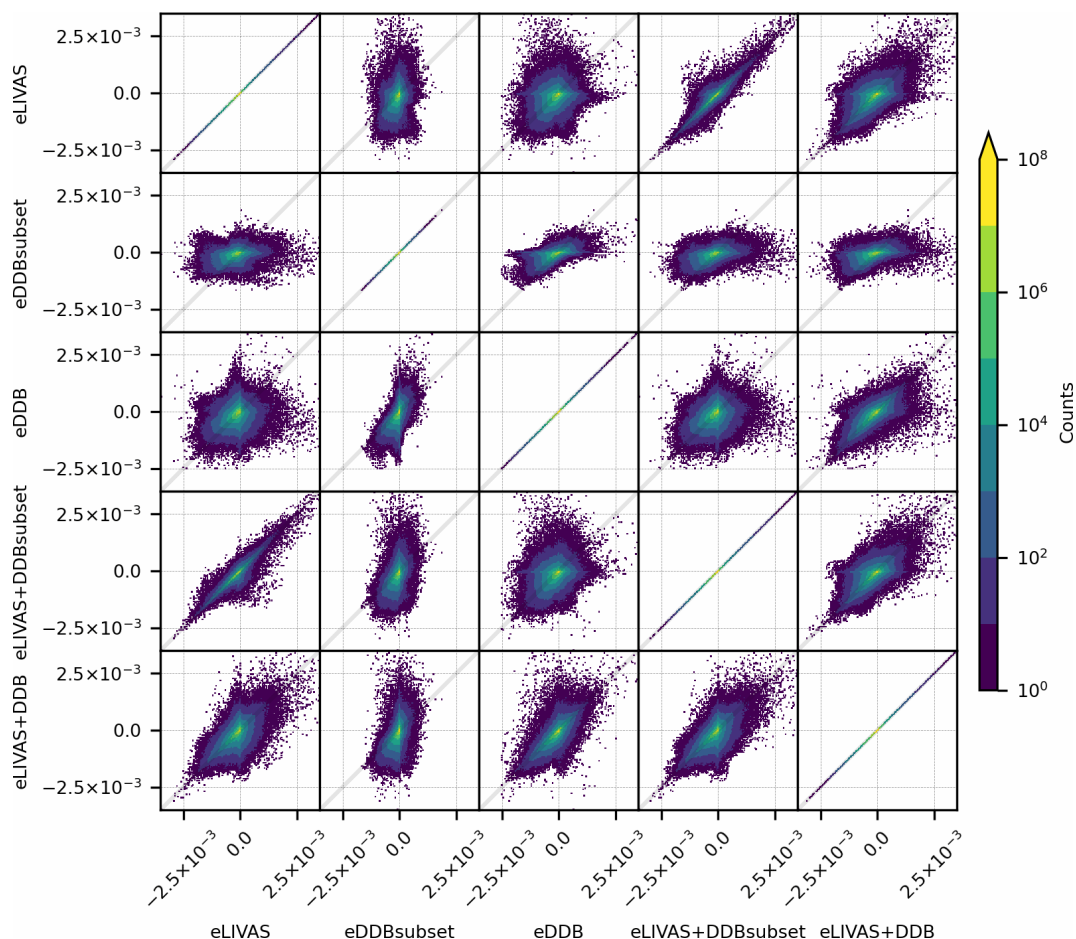 eLIVAS
2.5×10⁻³
0.0
−2.5×10⁻³
eDDBsubset
2.5×10⁻³
0.0
−2.5×10⁻³
eDDB
2.5×10⁻³
0.0
−2.5×10⁻³
eLIVAS+DDBsubset
2.5×10⁻³
0.0
−2.5×10⁻³
eLIVAS+DDB
2.5×10⁻³
0.0
−2.5×10⁻³
−2.5×10⁻³ 0.0 2.5×10⁻³
−2.5×10⁻³ 0.0 2.5×10⁻³
−2.5×10⁻³ 0.0 2.5×10⁻³
−2.5×10⁻³ 0.0 2.5×10⁻³
−2.5×10⁻³ 0.0 2.5×10⁻³
eLIVAS eDDBsubset eDDB eLIVAS+DDBsubset eLIVAS+DDB
10⁸
10⁶
10⁴
10²
10⁰
Counts